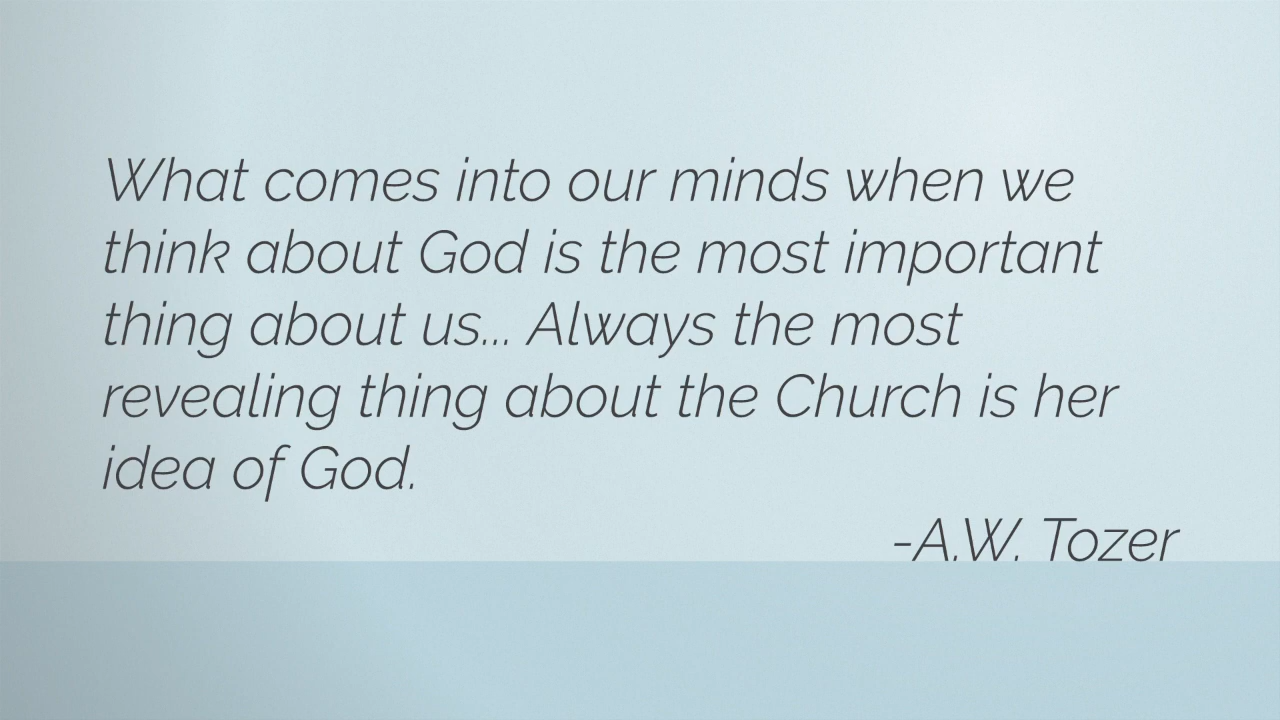 What comes into our minds when we
think about God is the most important
thing about us... Always the most
revealing thing about the Church is her
idea of God.
-A.W. Tozer